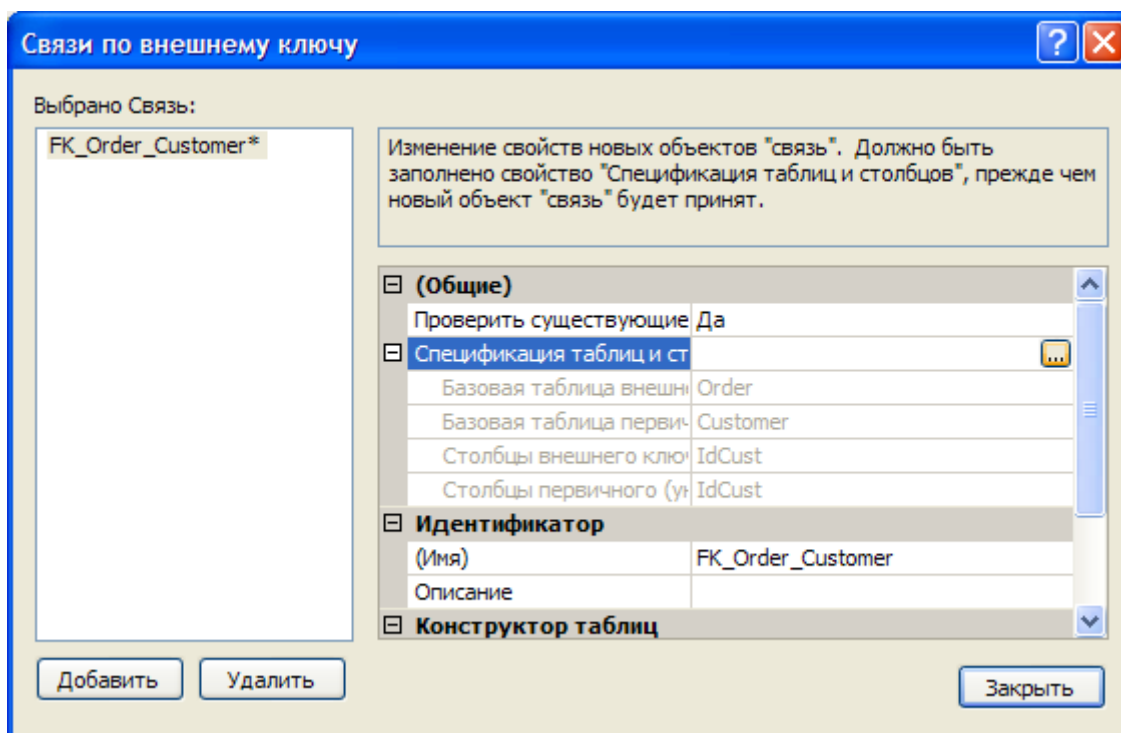 Связи по внешнему ключу
Выбрано Связь:
FK_Order_Customer*
Изменение свойств новых объектов "связь". Должно быть
заполнено свойство "Спецификация таблиц и столбцов", прежде чем
новый объект "связь" будет принят.
(Общие)
Проверить существующие Да
Спецификация таблиц и ст
Базовая таблица внешн Order
Базовая таблица перви Customer
Столбцы внешнего клю IdCust
Столбцы первичного (у IdCust
Идентификатор
(Имя) FK_Order_Customer
Описание
Конструктор таблиц
Добавить Удалить
Закрыть